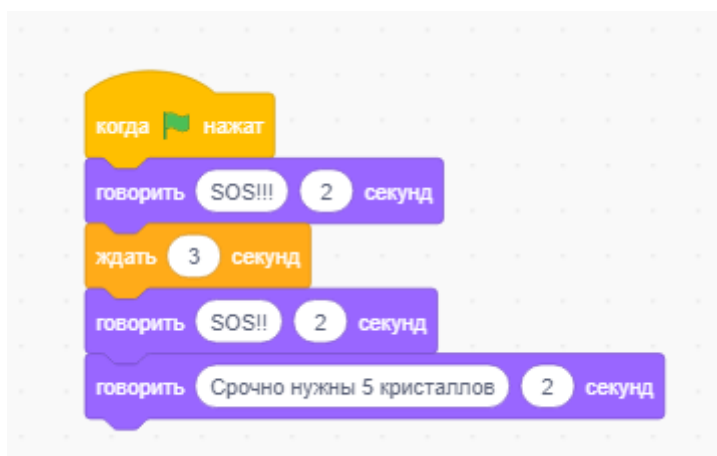 когда нажат
говорить SOS!!! 2 секунд
ждать 3 секунд
говорить SOS!! 2 секунд
говорить Срочно нужны 5 кристаллов 2 секунд